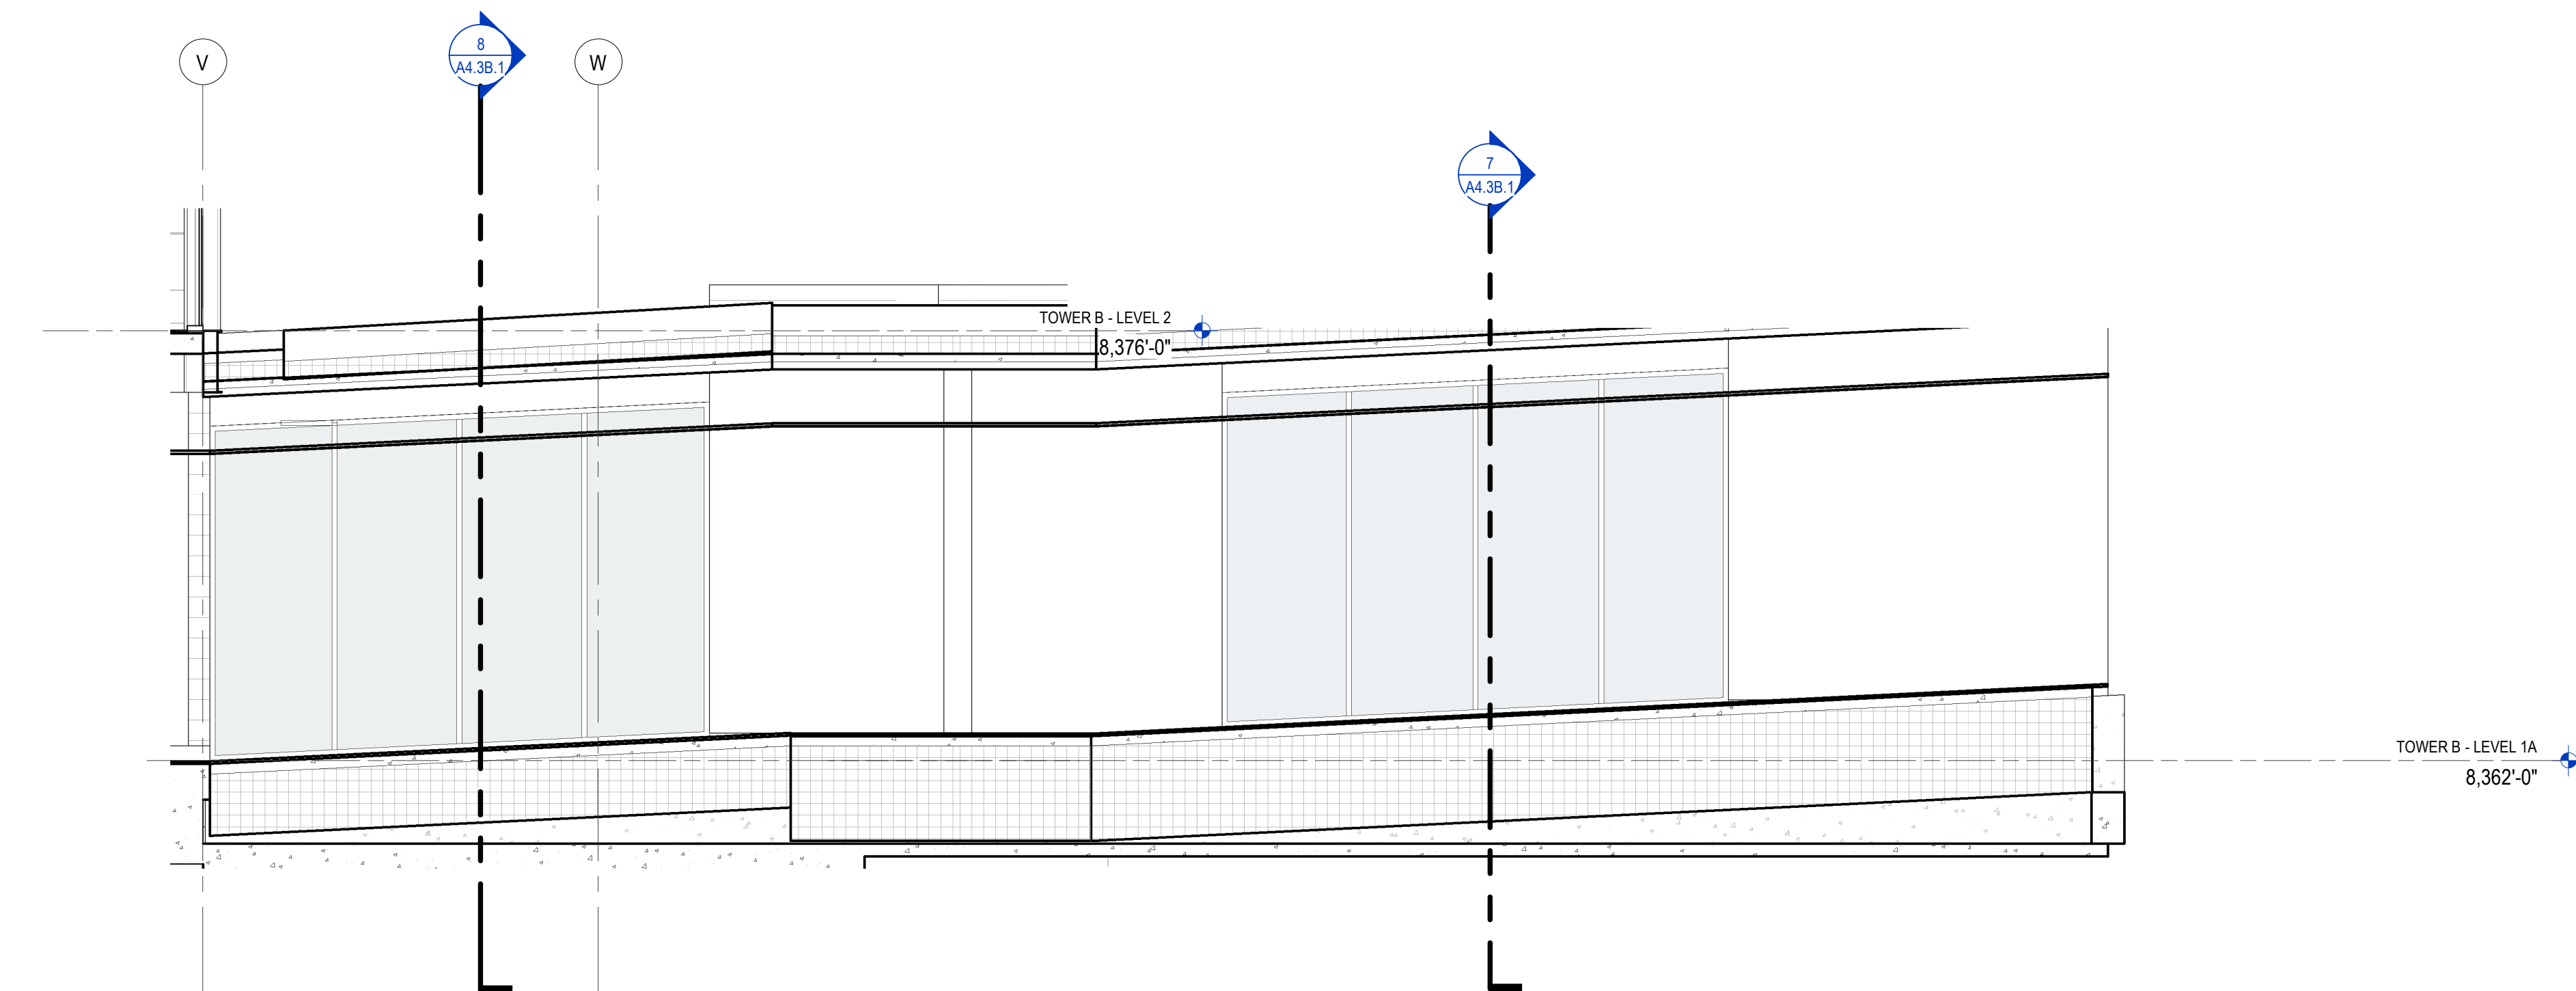 V
8
A4.3B.1
W
7
A4.3B.1
TOWER B - LEVEL 2
8,376'-0"
TOWER B - LEVEL 1A
8,362'-0"